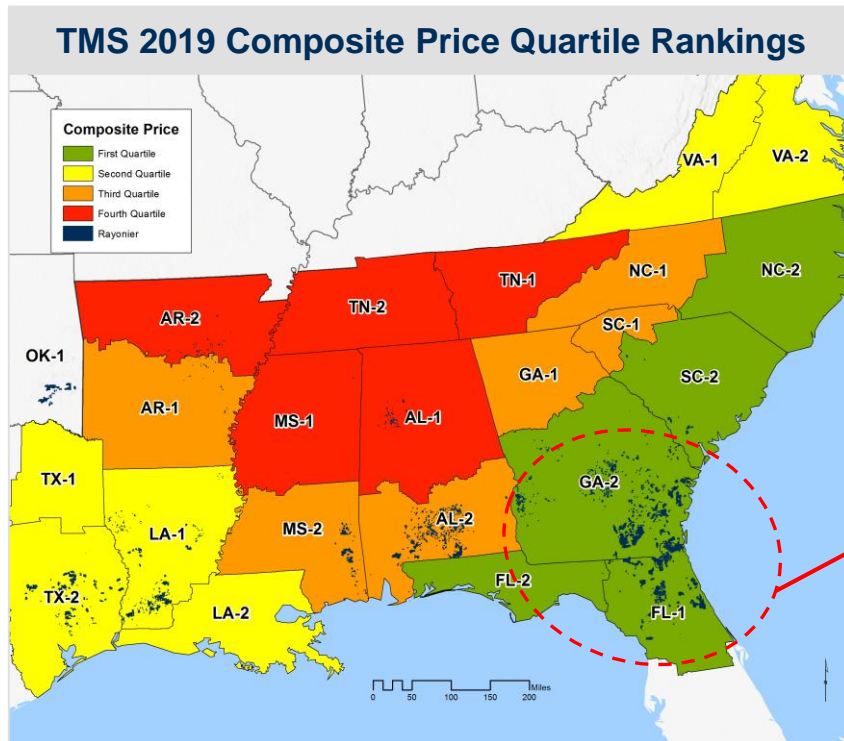 TMS 2019 Composite Price Quartile Rankings
Composite Price
First Quartile
Second Quartile
Third Quartile
Fourth Quartile
Rayonier
VA-1
VA-2
TN-1
NC-1
NC-2
TN-2
AR-2
SC-1
OK-1
GA-1
SC-2
AR-1
MS-1
AL-1
TX-1
GA-2
LA-1
MS-2
AL-2
TX-2
FL-2
LA-2
FL-1
Miles
0 50 100 150 200